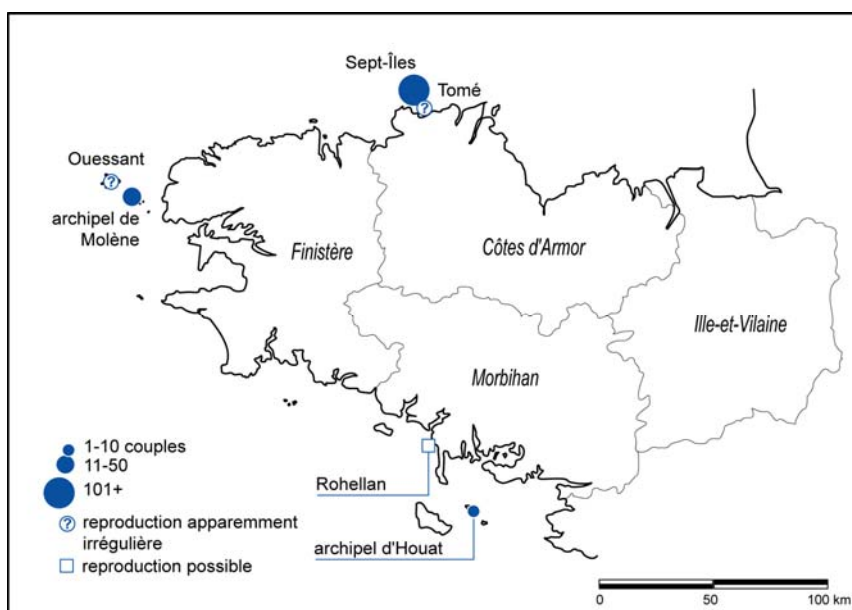 Sept-Îles
Tomé
Ouessant
archipel de
Molène
Finistère
Côtes d'Armor
Ille-et-Vilaine
Morbihan
1-10 couples
11-50
101+
? reproduction apparemment
irrégulière
reproduction possible
Rohellan
archipel d'Houat
0 50 100 km